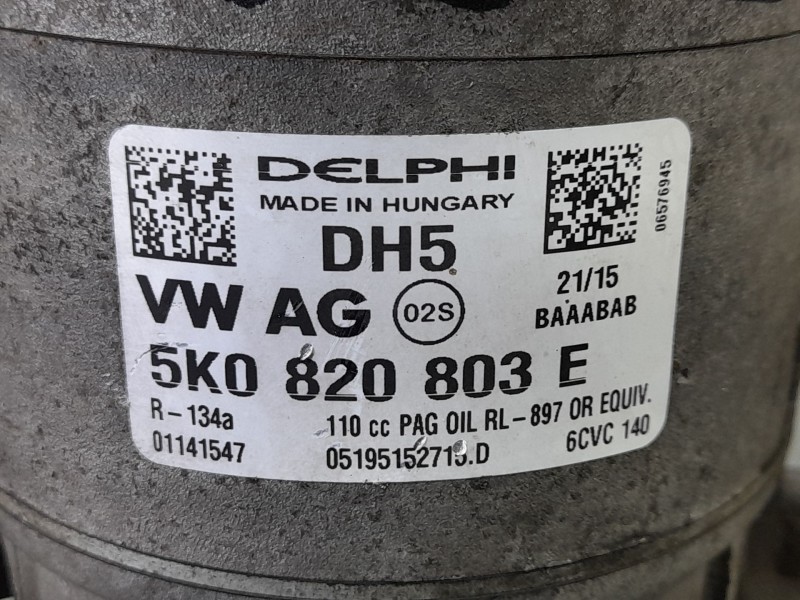 DELPHI
MADE IN HUNGARY
06576945
DH5
21/15
BAAABAB
VW AG 02S
5K0 820 803 E
R-134a 110 cc PAG OIL RL-897 OR EQUIV.
01141547 05195152715.D 6CVC 140